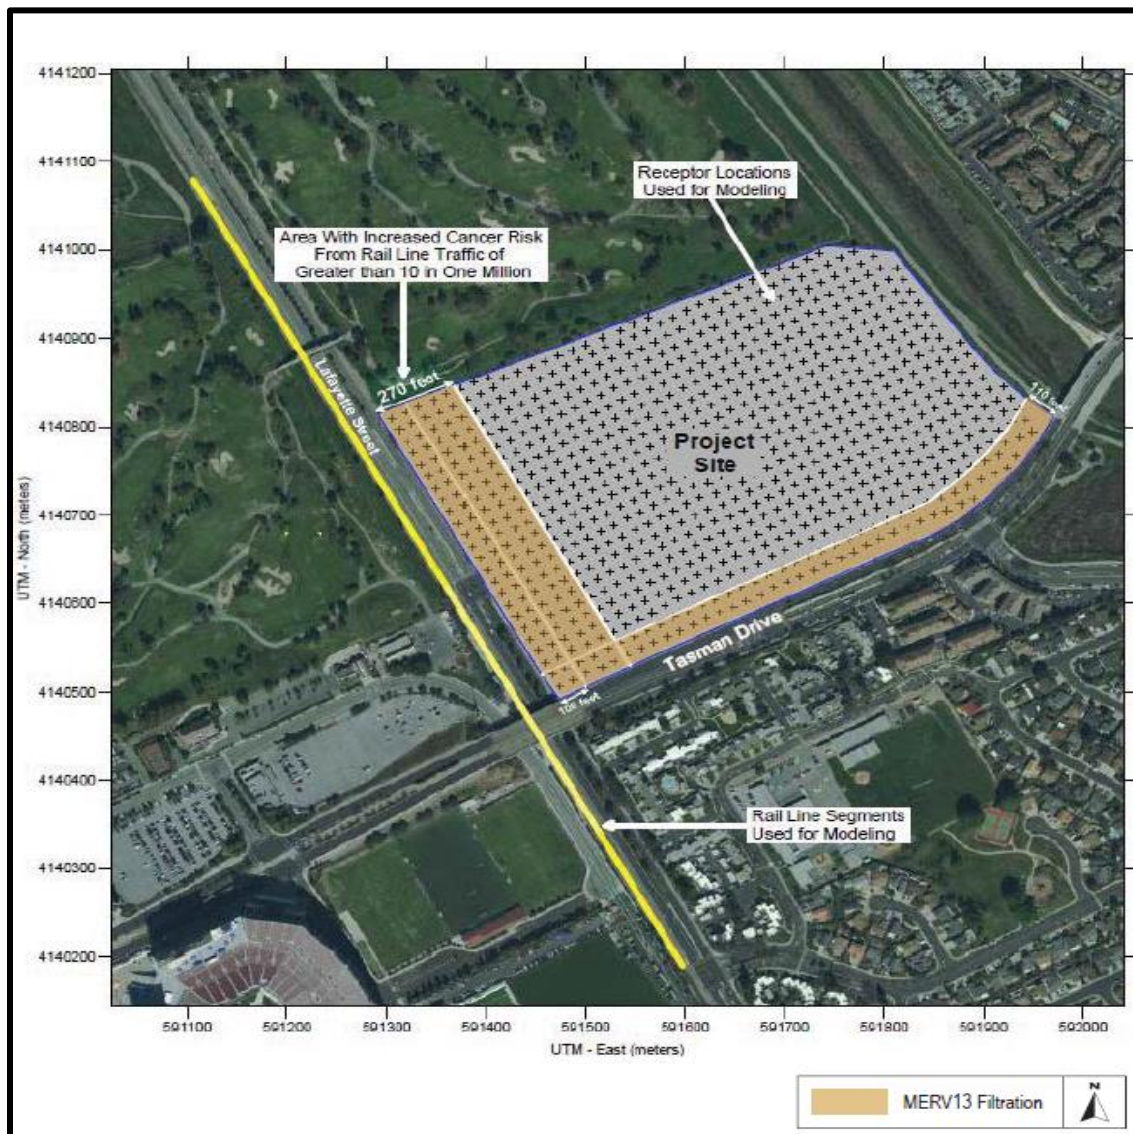 4141200
4141100
4141000
4140900
4140800
4140700
4140600
4140500
4140400
4140300
4140200
UTM - North (meters)
Receptor Locations
Used for Modeling
Area With Increased Cancer Risk
From Rail Line Traffic of
Greater than 10 in One Million
270 feet
Lafayette Street
110 feet
Project
Site
Tasman Drive
feet
Rail Line Segments
Used for Modeling
591100 591200 591300 591400 591500 591600 591700 591800 591900 592000
UTM - East (meters)
MERV13 Filtration
N